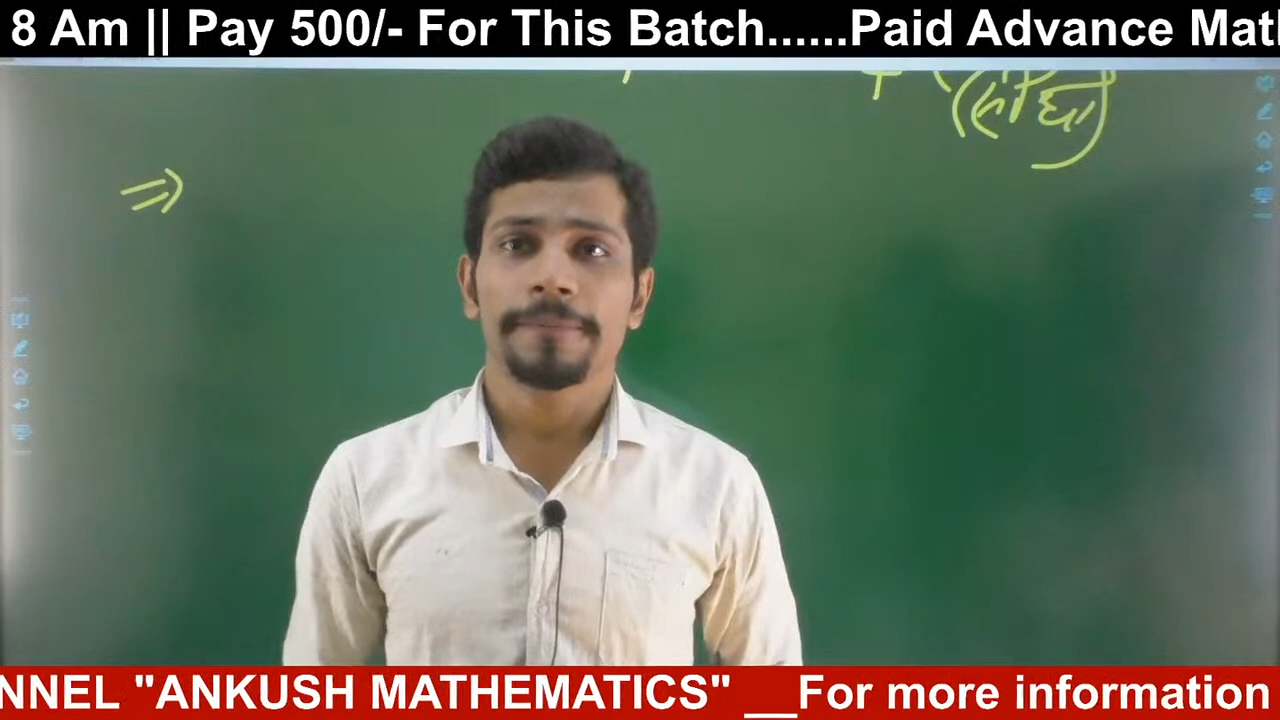 8 Am || Pay 500/- For This Batch......Paid Advance Mat
(सीधा)
NNEL "ANKUSH MATHEMATICS" __For more information